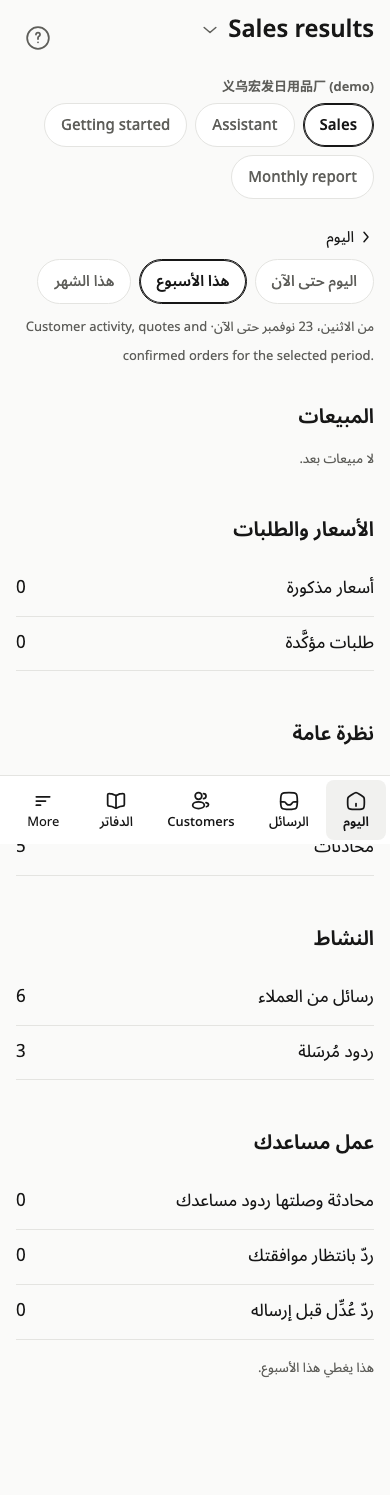 Sales results
义乌宏发日用品厂 (demo)
Sales
Assistant
Getting started
Monthly report
اليوم
اليوم حتى الآن
هذا الأسبوع
هذا الشهر
من الاثنين، 23 نوفمبر حتى الآن· Customer activity, quotes and
confirmed orders for the selected period.
المبيعات
لا مبيعات بعد.
الأسعار والطلبات
أسعار مذكورة 0
طلبات مؤكَّدة 0
نظرة عامة
اليوم
الرسائل
Customers
الدفاتر
More
محادثات 5
النشاط
رسائل من العملاء 6
ردود مُرسَلة 3
عمل مساعدك
محادثة وصلتها ردود مساعدك 0
ردّ بانتظار موافقتك 0
ردّ عُدِّل قبل إرساله 0
هذا يغطي هذا الأسبوع.